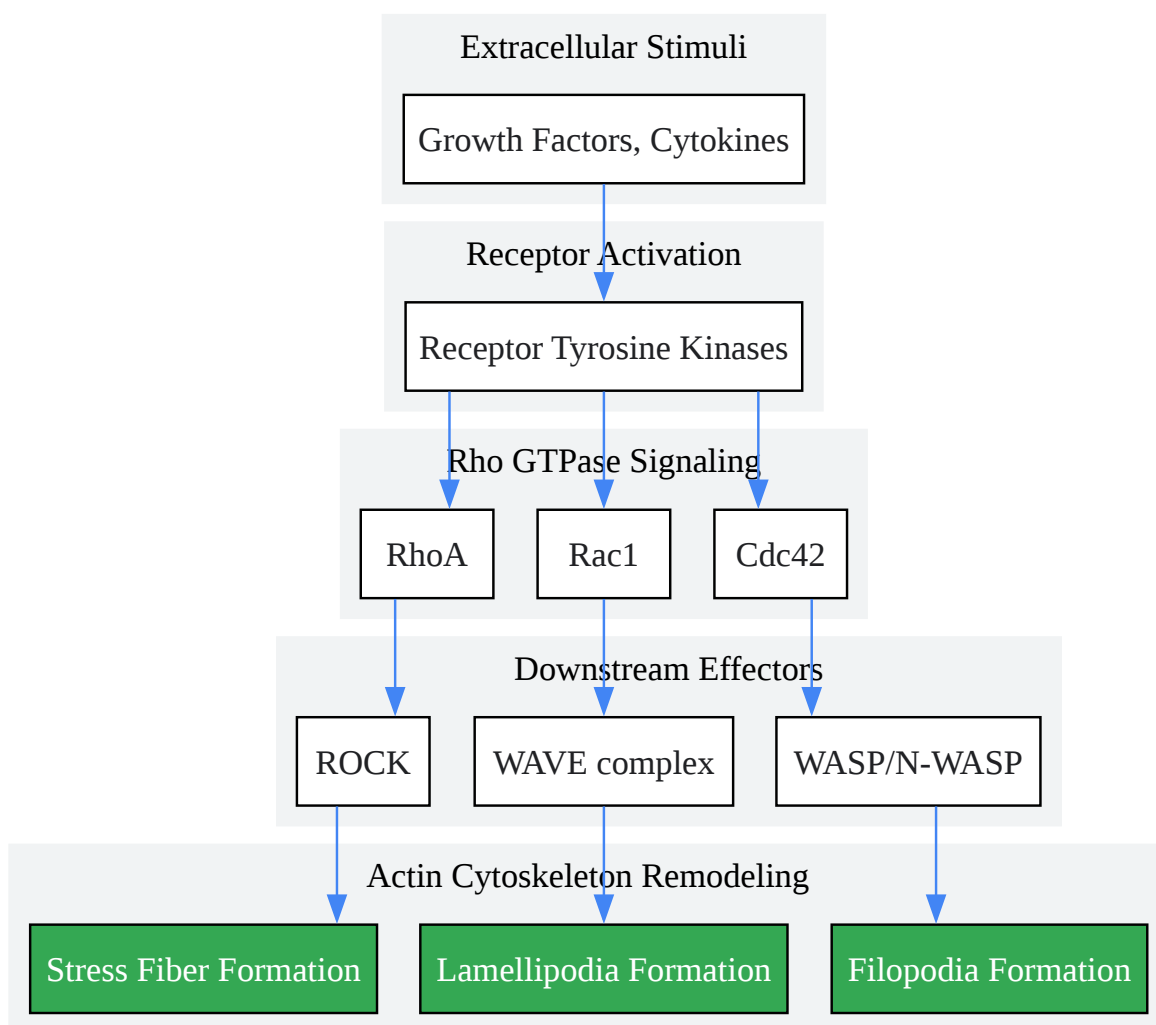 Extracellular Stimuli
Growth Factors, Cytokines
Receptor Activation
Receptor Tyrosine Kinases
Rho GTPase Signaling
RhoA
Rac1
Cdc42
Downstream Effectors
ROCK
WAVE complex
WASP/N-WASP
Actin Cytoskeleton Remodeling
Stress Fiber Formation
Lamellipodia Formation
Filopodia Formation